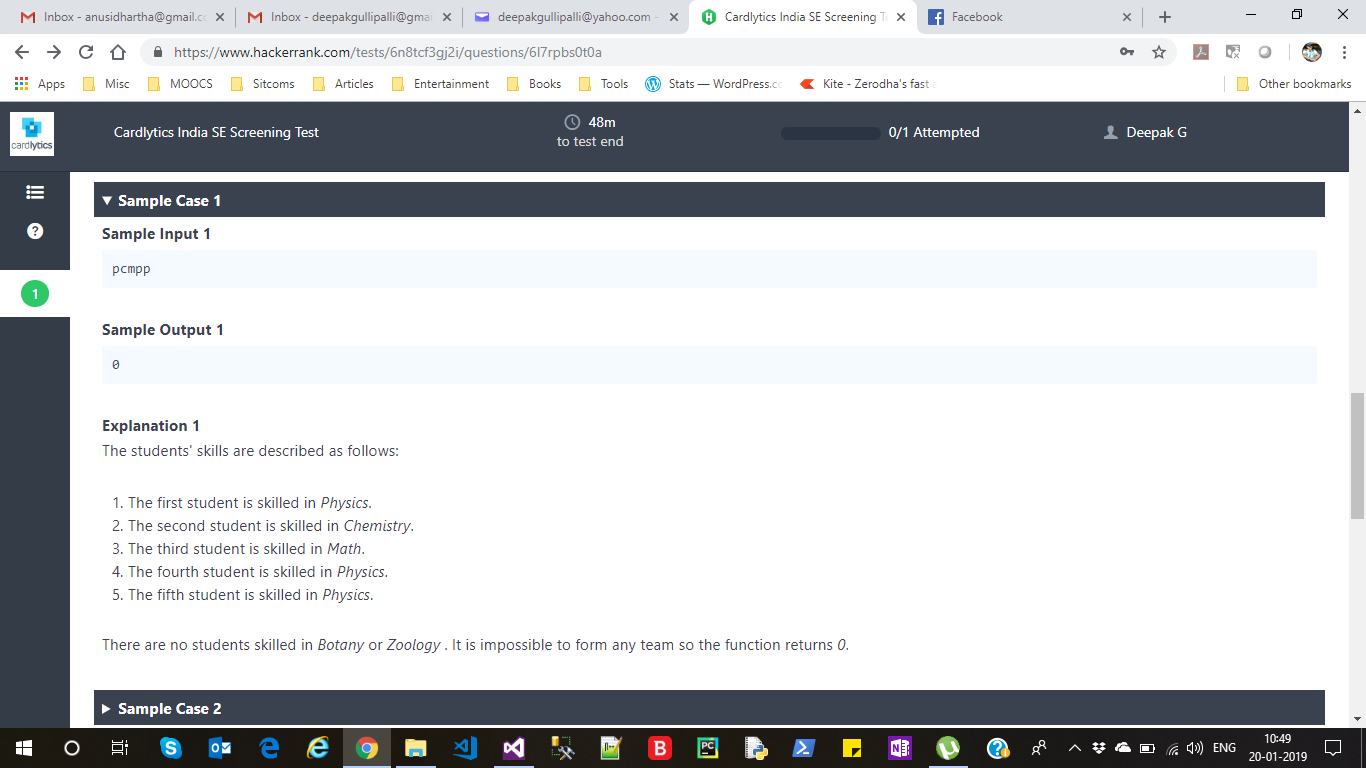 Inbox - anusidhartha@gmail.c
Inbox - deepakgullipalli@gma
deepakgullipalli@yahoo.com -
Cardlytics India SE Screening T
Facebook
https://www.hackerrank.com/tests/6n8tcf3gj2i/questions/6l7rpbs0t0a
Apps Misc MOOCS Sitcoms Articles Entertainment Books Tools Stats — WordPress.c Kite - Zerodha's fast a Other bookmarks
cardlytics
Cardlytics India SE Screening Test
48m
to test end
0/1 Attempted
Deepak G
?
1
Sample Case 1
Sample Input 1
pcmpp
Sample Output 1
0
Explanation 1
The students' skills are described as follows:
1. The first student is skilled in Physics.
2. The second student is skilled in Chemistry.
3. The third student is skilled in Math.
4. The fourth student is skilled in Physics.
5. The fifth student is skilled in Physics.
There are no students skilled in Botany or Zoology . It is impossible to form any team so the function returns 0.
Sample Case 2
ENG
10:49
20-01-2019